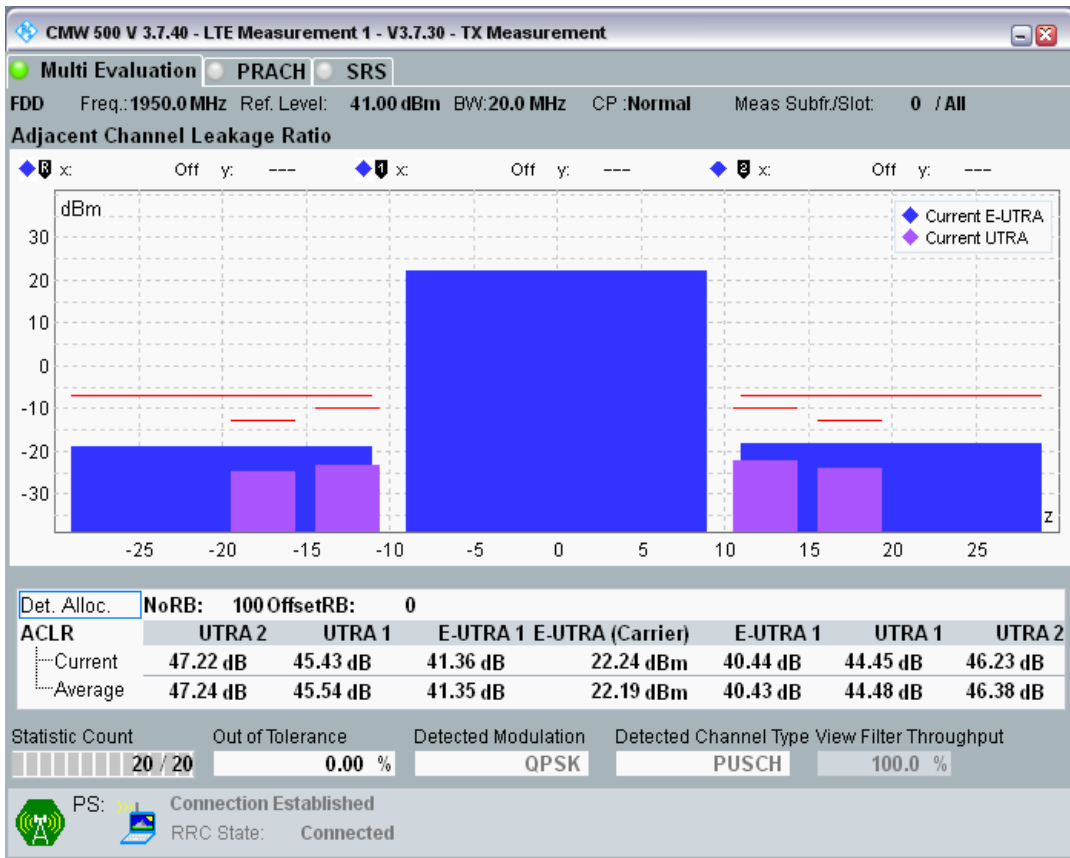 CMW 500 V 3.7.40 - LTE Measurement 1 - V3.7.30 - TX Measurement
Multi Evaluation PRACH SRS
FDD Freq.:1950.0 MHz Ref. Level: 41.00 dBm BW:20.0 MHz CP :Normal Meas Subfr./Slot: 0 / All
Adjacent Channel Leakage Ratio
R x: Off y: --- 1 x: Off y: --- 2 x: Off y: ---
dBm
Current E-UTRA
Current UTRA
30
20
10
0
-10
-20
-30
z
-25 -20 -15 -10 -5 0 5 10 15 20 25
Det. Alloc. NoRB: 100 OffsetRB: 0
ACLR UTRA 2 UTRA 1 E-UTRA 1 E-UTRA (Carrier) E-UTRA 1 UTRA 1 UTRA 2
Current 47.22 dB 45.43 dB 41.36 dB 22.24 dBm 40.44 dB 44.45 dB 46.23 dB
Average 47.24 dB 45.54 dB 41.35 dB 22.19 dBm 40.43 dB 44.48 dB 46.38 dB
Statistic Count Out of Tolerance Detected Modulation Detected Channel Type View Filter Throughput
20 / 20 0.00 % QPSK PUSCH 100.0 %
PS: Connection Established
RRC State: Connected